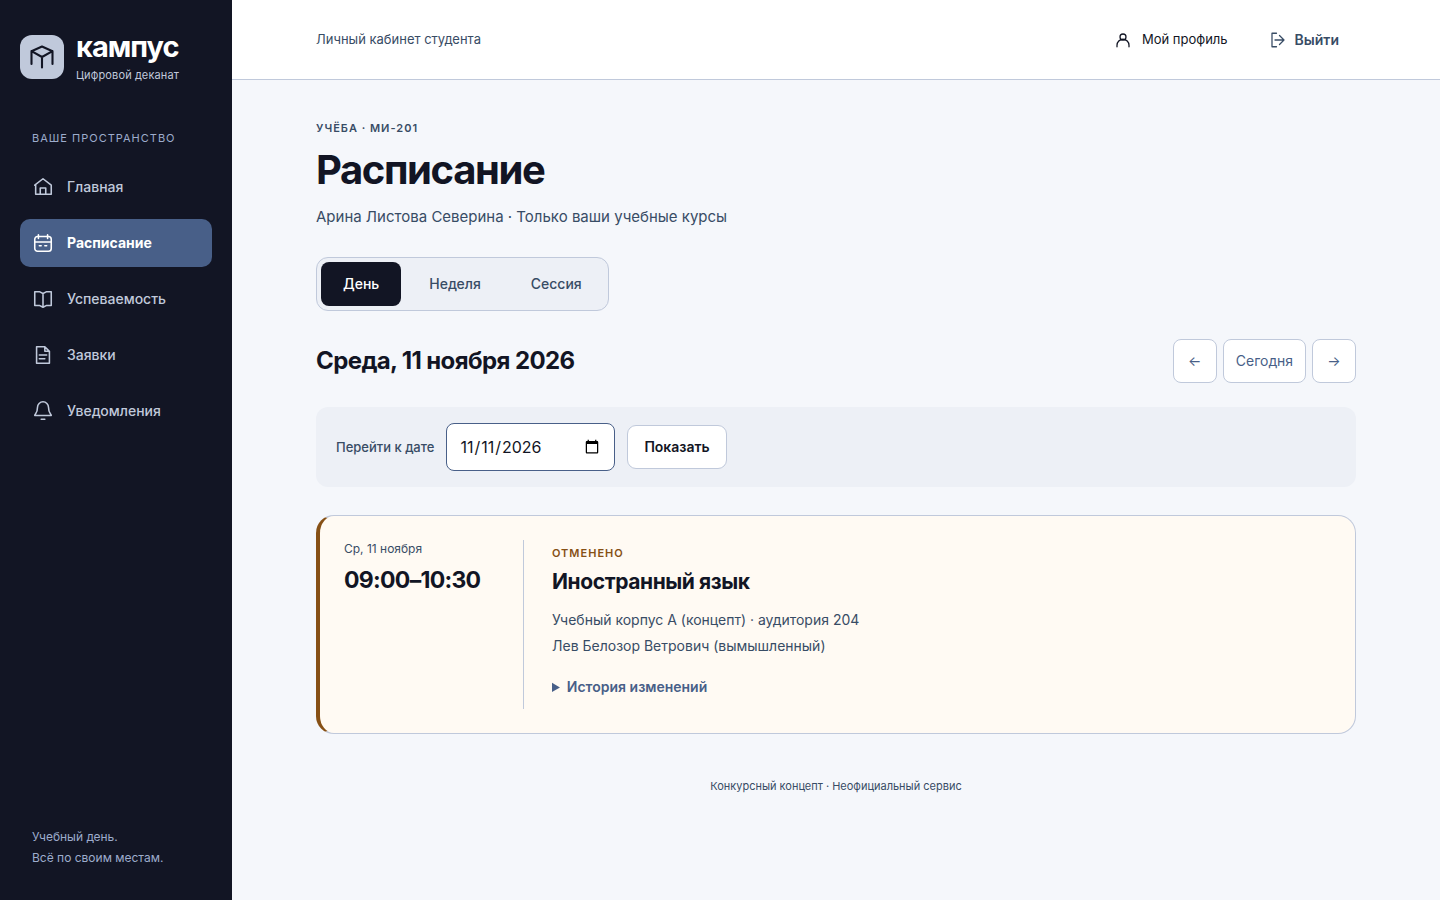 кампус
Цифровой деканат
ВАШЕ ПРОСТРАНСТВО
Главная
Расписание
Успеваемость
Заявки
Уведомления
Учебный день.
Всё по своим местам.
Личный кабинет студента
Мой профиль
Выйти
УЧЁБА · МИ-201
Расписание
Арина Листова Северина · Только ваши учебные курсы
День
Неделя
Сессия
Среда, 11 ноября 2026
←
Сегодня
→
Перейти к дате
11/11/2026
Показать
Ср, 11 ноября
09:00–10:30
ОТМЕНЕНО
Иностранный язык
Учебный корпус А (концепт) · аудитория 204
Лев Белозор Ветрович (вымышленный)
История изменений
Конкурсный концепт · Неофициальный сервис